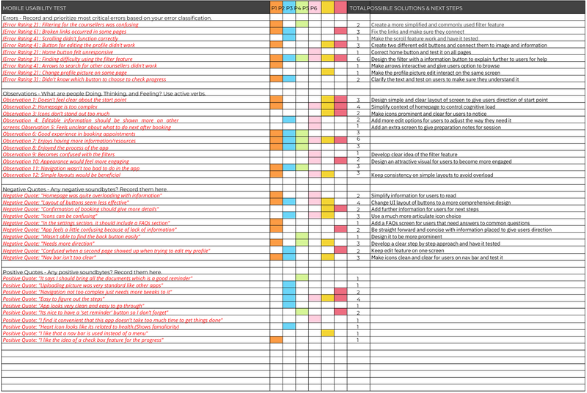 MOBILE USABILITY TEST P1 P2 P3 P4 P5 P6 TOTAL POSSIBLE SOLUTIONS & NEXT STEPS
Errors - Record and prioritize most critical errors based on your error classification.
(Error Rating 2) : Filtering for the counsellors was confusing 2 Create a more simplified and commonly used filter feature
(Error Rating 4) : Broken links occurred in some pages 3 Fix the links and make sure they connect
(Error Rating 4) : Scrolling didn't function correctly 1 Make the scroll feature work and have it tested
(Error Rating 4) : Button for editing the profile didn't work 3 Create two different edit buttons and connect them to image and information
(Error Rating 2) : Home button felt unresponsive 1 Correct home button and test it on all pages
(Error Rating 3) : Finding difficulty using the filter feature 6 Design the filter with a information button to explain further to users for help
(Error Rating 4) : Arrows to search for other counsellors didn't work 1 Make arrows interactive and give users option to browse
(Error Rating 2) : Change profile picture on same page 1 Make the profile picture edit interact on the same screen
(Error Rating 3) : Didn't know which button to choose to check progress 2 Clarify the text and test on users to make sure they understand it
Observations - What are people Doing, Thinking, and Feeling? Use active verbs.
Observation 1: Doesn't feel clear about the start point 3 Design simple and clear layout of screen to give users direction of start point
Observation 2: Homepage is too complex 4 Simplify context of homepage to control cognitive load
Observation 3: Icons don't stand out too much 1 Make icons prominent and clear for users to notice
Observation 4: Editable information should be shown more on other 2 Add more edit options for users to adjust the way they need it
screens Observation 5: Feels unclear about what to do next after booking 1 Add an extra screen to give preparation notes for session
Observation 6: Good experience in booking appointments 3
Observation 7: Enjoys having more information/resources 6
Observation 8: Enjoyed the process of the app 5
Observation 9: Becomes confused with the filters 1 Develop clear idea of the filter feature
Observation 10: Appearance would feel more engaging 2 Design an attractive visual for users to become more engaged
Observation 11: Navigation wasn't too bad to do in the app 3
Observation 12: Simple layouts would be beneficial 3 Keep consistency on simple layouts to avoid overload
Negative Quotes - Any negative soundbytes? Record them here.
Negative Quote: "Homepage was quite overloading with information" 2 Simplify information for users to read
Negative Quote: "Layout of buttons seem less effective" 4 Change UI layout of buttons to a more comprehensive design
Negative Quote: "Confirmation of booking should give more details" 2 Add further information for users for next steps
Negative Quote: "Icons can be confusing" 3 Use a much more articulate icon choice
Negative Quote: "In the settings section, it should include a FAQs" 1 Add a FAQs screen for users that need answers to common questions
Negative Quote: "App feels a little confusing because of lack of information" 2 Be straight forward and concise with information placed to give users direction
Negative Quote: "Wasn't able to find the back button easily" 1 Design it to be more prominent
Negative Quote: "Needs more direction" 3 Develop a clear step by step approach and have it tested
Negative Quote: "Confused when a second page showed up when trying to edit my profile" 2 Keep edit feature on one screen
Negative Quote: "Nav bar isn't too clear" 3 Make icons clean and clear for users on nav bar and test it
Positive Quotes - Any positive soundbytes? Record them here.
Positive Quote: "It says I should bring all the documents which is a good reminder" 1
Positive Quote: "Uploading picture was very standard like other apps" 1
Positive Quote: "Navigation not too complex just needs more tweaks in it" 2
Positive Quote: "Easy to figure out the steps" 4
Positive Quote: "App looks very clean and easy to go through" 1
Positive Quote: "Its nice to have a 'set reminder' button so I don't forget" 2
Positive Quote: "I find it convenient that this app doesn't take too much time to get things done" 1
Positive Quote: "Heart icon looks like its related to health(Shows familiarity) 1
Positive Quote: "I like that a nav bar is used instead of a menu" 1
Positive Quote: "I like the idea of a check box feature for the progress" 1